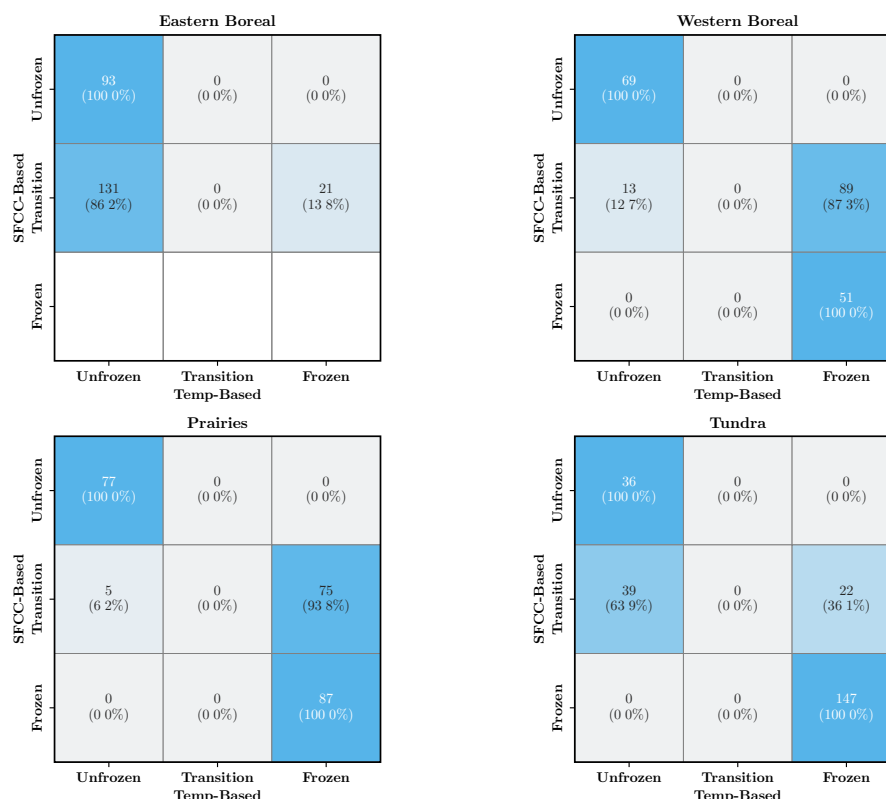 Eastern Boreal
Unfrozen
93
(100 0%)
0
(0 0%)
0
(0 0%)
SFCC-Based
Transition
131
(86 2%)
0
(0 0%)
21
(13 8%)
Frozen
Unfrozen
Transition
Frozen
Temp-Based
Western Boreal
Unfrozen
69
(100 0%)
0
(0 0%)
0
(0 0%)
SFCC-Based
Transition
13
(12 7%)
0
(0 0%)
89
(87 3%)
Frozen
0
(0 0%)
0
(0 0%)
51
(100 0%)
Unfrozen
Transition
Frozen
Temp-Based
Prairies
Unfrozen
77
(100 0%)
0
(0 0%)
0
(0 0%)
SFCC-Based
Transition
5
(6 2%)
0
(0 0%)
75
(93 8%)
Frozen
0
(0 0%)
0
(0 0%)
87
(100 0%)
Unfrozen
Transition
Frozen
Temp-Based
Tundra
Unfrozen
36
(100 0%)
0
(0 0%)
0
(0 0%)
SFCC-Based
Transition
39
(63 9%)
0
(0 0%)
22
(36 1%)
Frozen
0
(0 0%)
0
(0 0%)
147
(100 0%)
Unfrozen
Transition
Frozen
Temp-Based